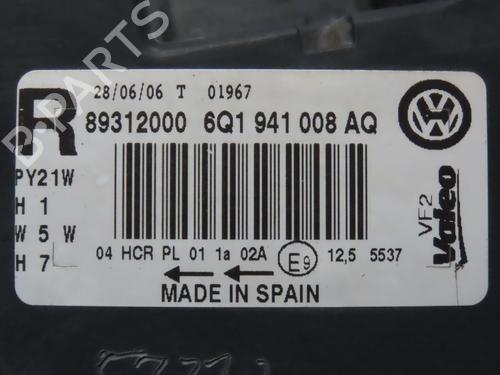 B-PARTS
28/06/06 T 01967
R
89312000 6Q1 941 008 AQ
PY21W
H 1
W 5 W
H 7
VF2
Valeo
04 HCR PL 01 1a 02A E9 12,5 5537
MADE IN SPAIN